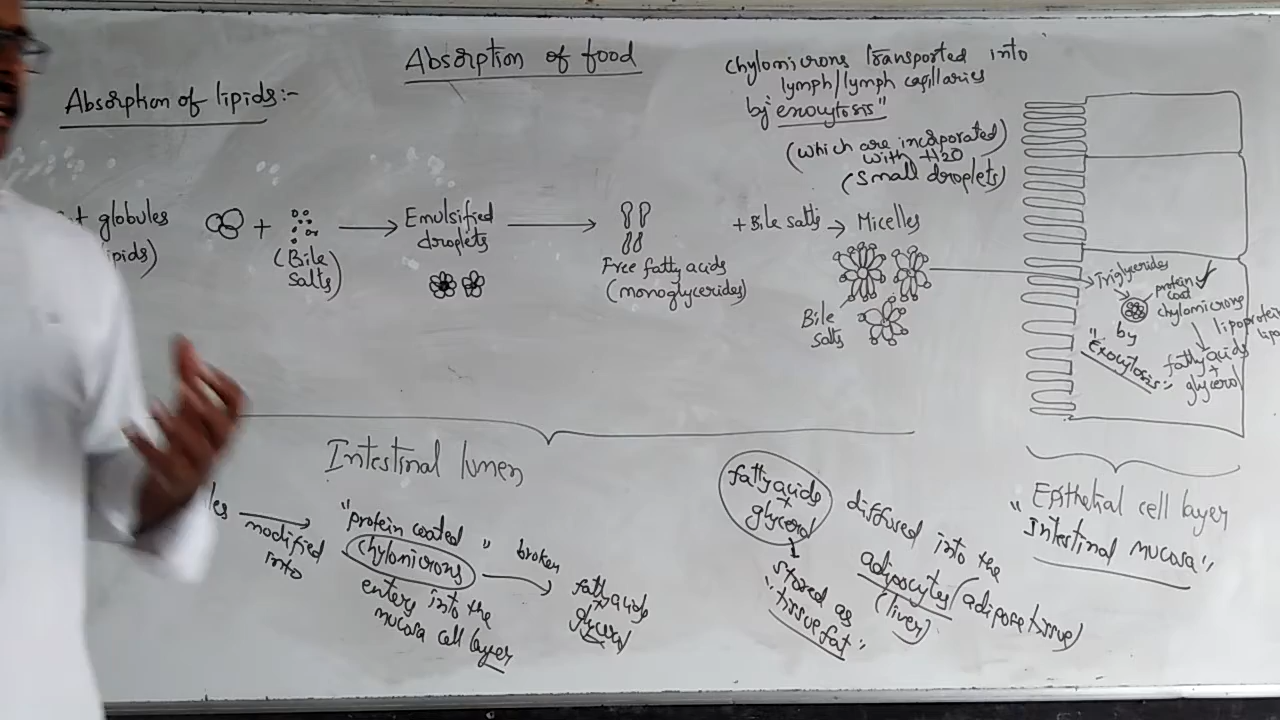 Absorption of food
Absorption of lipids:-
chylomicrons transported into
lymph/lymph capillaries
by "exocytosis"
(which are incorporated)
with H2O
(small droplets)
globules
+
(Bile
salts)
Emulsified
droplets
Free fatty acids
(monoglycerides)
+ Bile salts → Micelles
Bile
salts
Triglycerides
protein
coat
chylomicrons
lipoprotein
by
"Exocytosis"
fatty acids
+
glycerol
Intestinal lumen
"Epithelial cell layer
Intestinal mucosa"
modified
into
"protein coated"
chylomicrons
enters into the
mucosa cell layer
broken
fatty acids
+
glycerol
fatty acids
+
glycerol
stored as
"tissue fat"
diffused into the
adipocytes/(adipose tissue)
(liver)